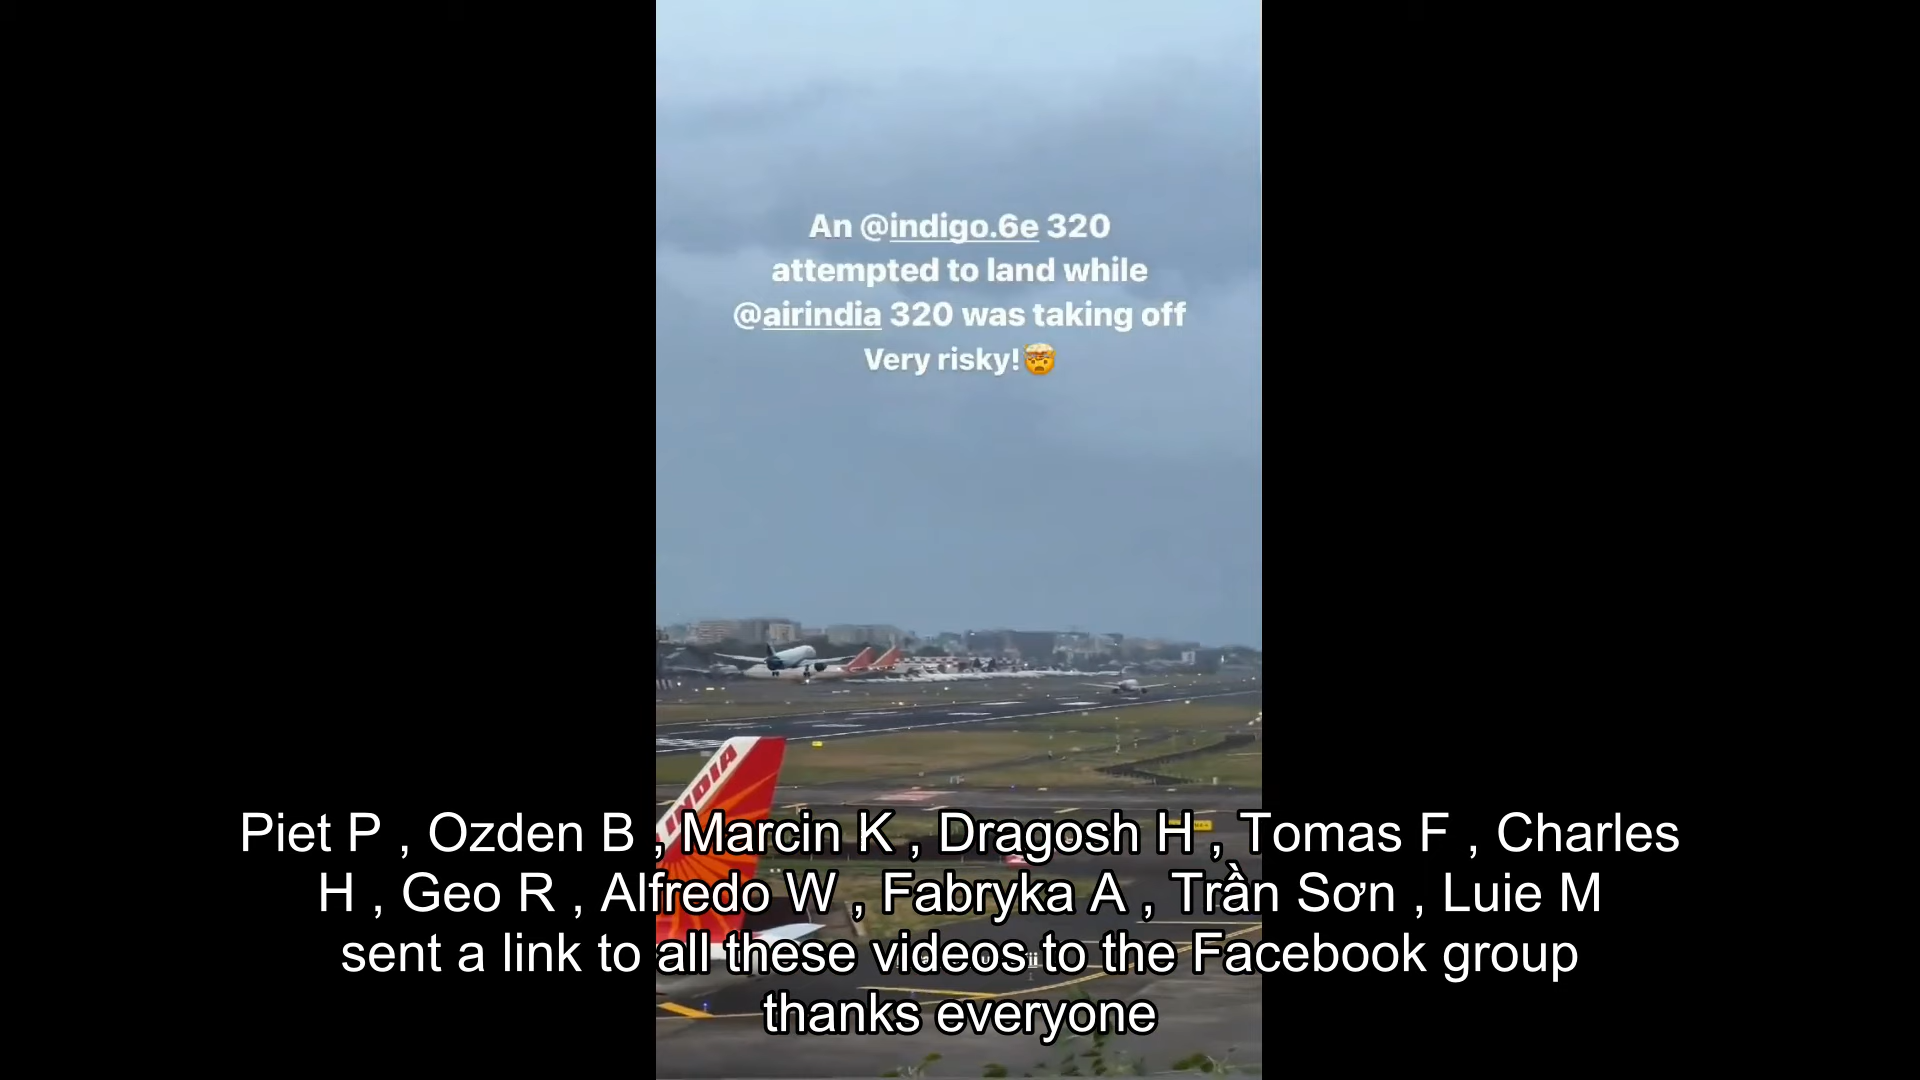 An @indigo.6e 320
attempted to land while
@airindia 320 was taking off
Very risky!🤯
INDIA
Piet P , Ozden B , Marcin K , Dragosh H , Tomas F , Charles
H , Geo R , Alfredo W , Fabryka A , Trần Sơn , Luie M
sent a link to all these videos to the Facebook group
thanks everyone